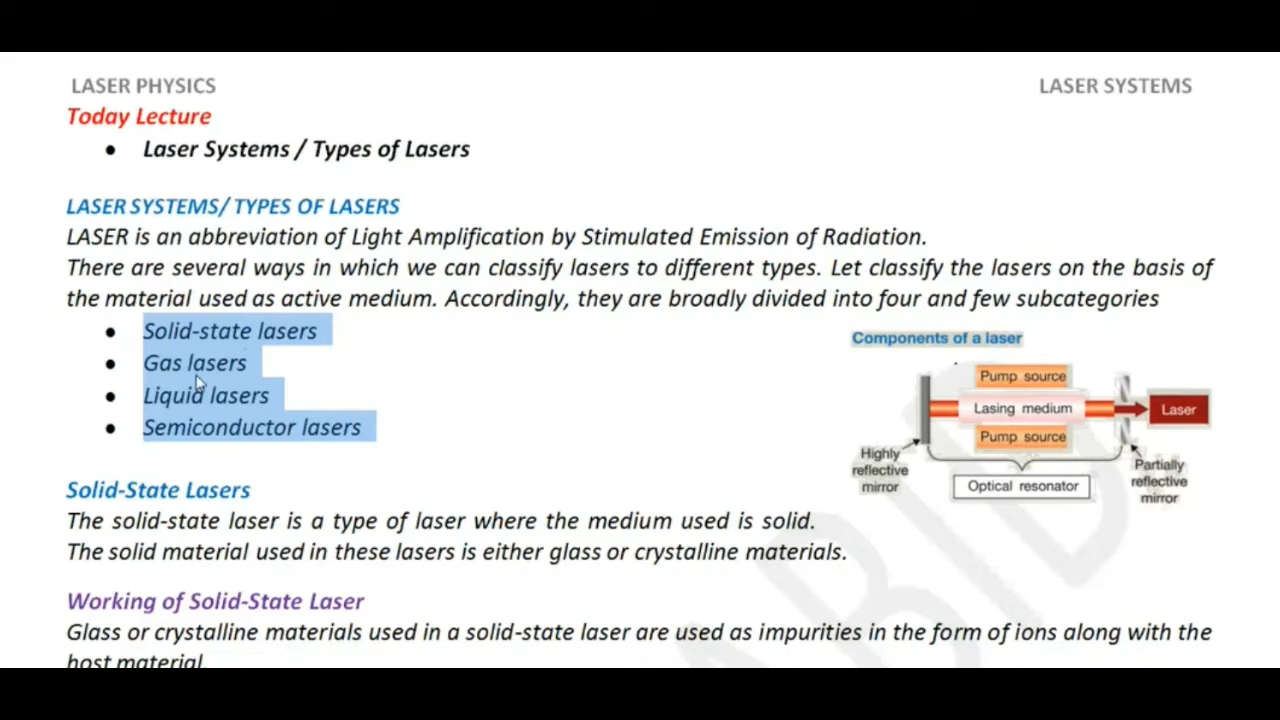 LASER PHYSICS
LASER SYSTEMS
Today Lecture
• Laser Systems / Types of Lasers
LASER SYSTEMS/ TYPES OF LASERS
LASER is an abbreviation of Light Amplification by Stimulated Emission of Radiation.
There are several ways in which we can classify lasers to different types. Let classify the lasers on the basis of
the material used as active medium. Accordingly, they are broadly divided into four and few subcategories
• Solid-state lasers
• Gas lasers
• Liquid lasers
• Semiconductor lasers
Components of a laser
Pump source
Lasing medium
Laser
Pump source
Highly
reflective
mirror
Optical resonator
Partially
reflective
mirror
Solid-State Lasers
The solid-state laser is a type of laser where the medium used is solid.
The solid material used in these lasers is either glass or crystalline materials.
Working of Solid-State Laser
Glass or crystalline materials used in a solid-state laser are used as impurities in the form of ions along with the
host material.